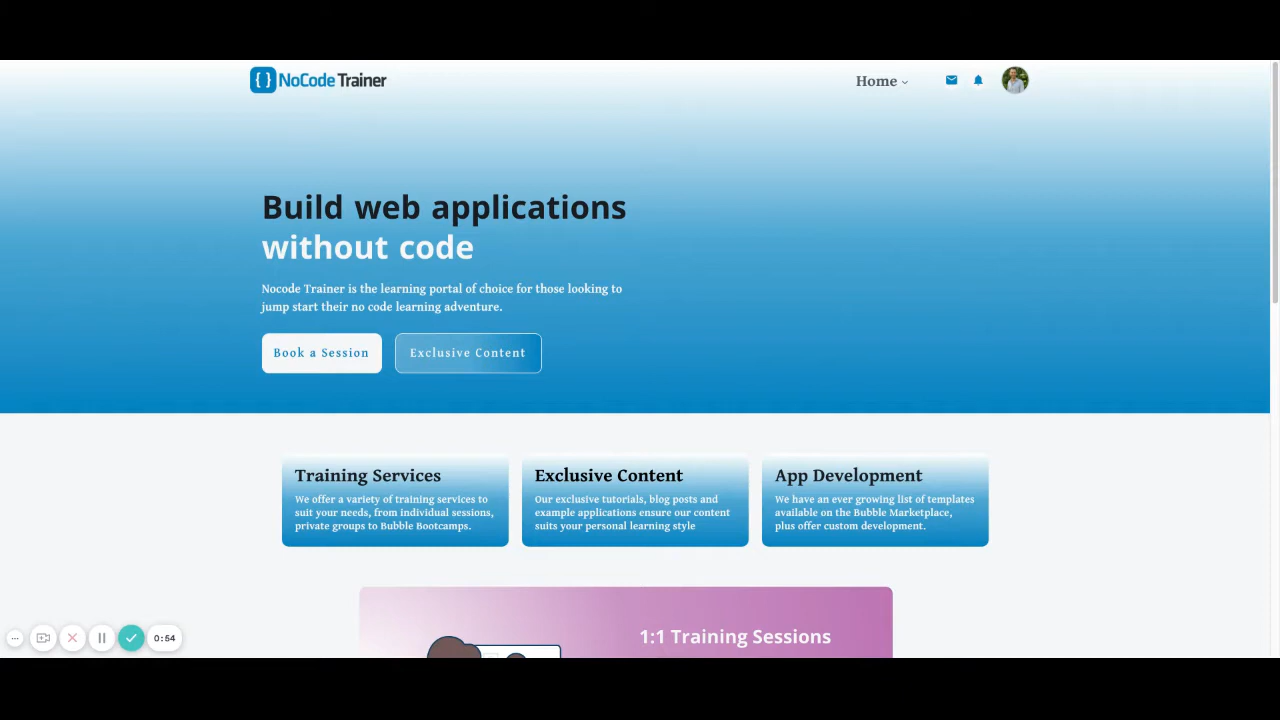 { } NoCode Trainer
Home
Build web applications
without code
Nocode Trainer is the learning portal of choice for those looking to
jump start their no code learning adventure.
Book a Session
Exclusive Content
Training Services
We offer a variety of training services to
suit your needs, from individual sessions,
private groups to Bubble Bootcamps.
Exclusive Content
Our exclusive tutorials, blog posts and
example applications ensure our content
suits your personal learning style
App Development
We have an ever growing list of templates
available on the Bubble Marketplace,
plus offer custom development.
1:1 Training Sessions
0:54